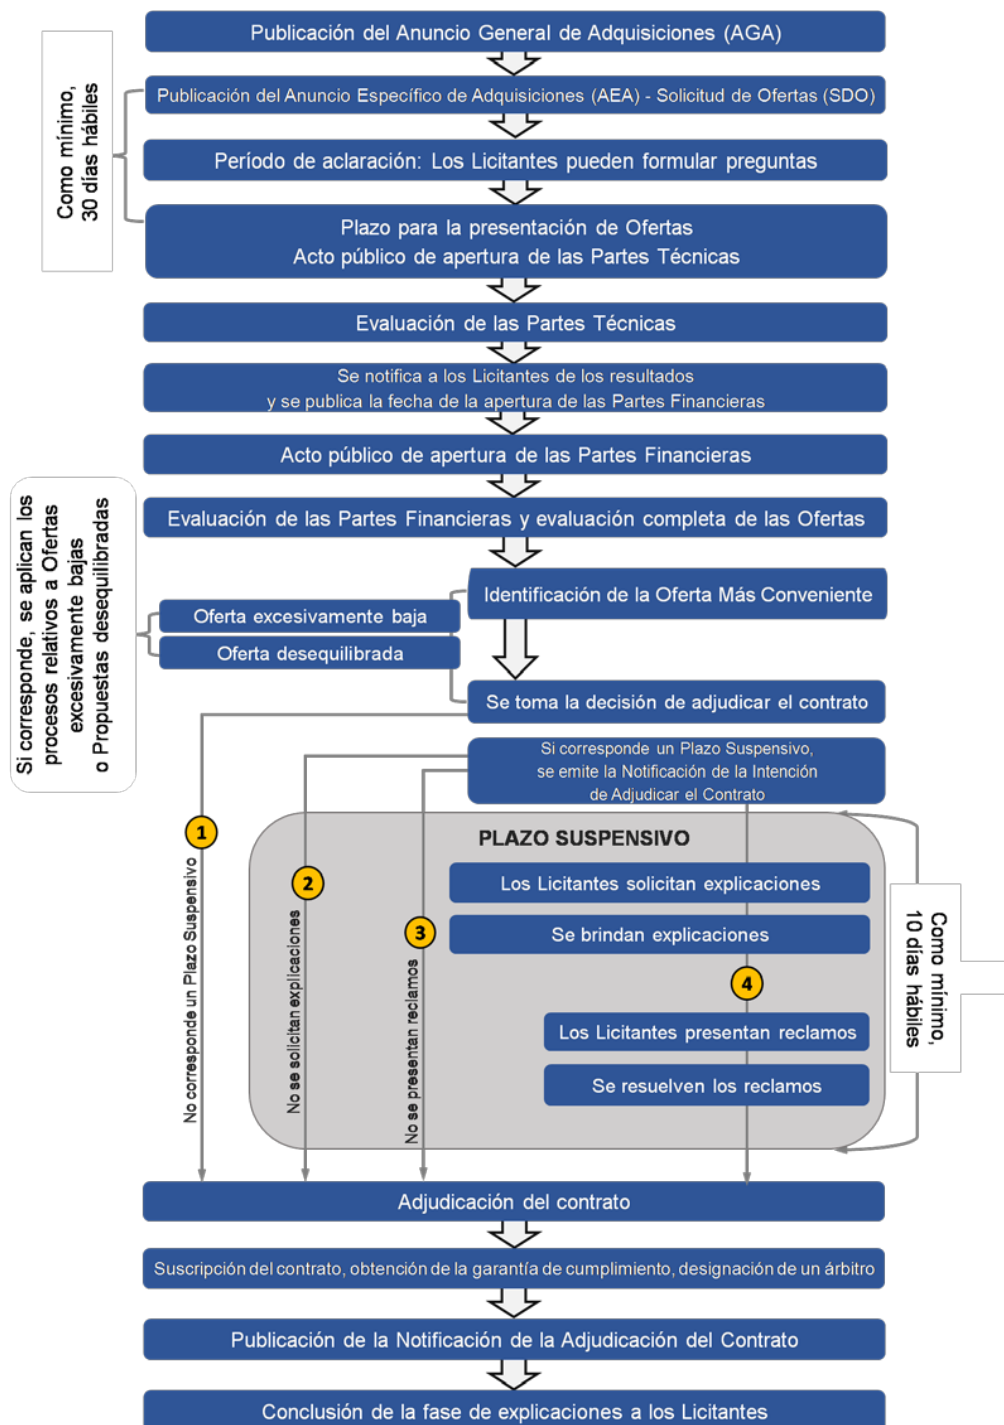 Publicación del Anuncio General de Adquisiciones (AGA)
Como mínimo,
30 días hábiles
Publicación del Anuncio Específico de Adquisiciones (AEA) - Solicitud de Ofertas (SDO)
Período de aclaración: Los Licitantes pueden formular preguntas
Plazo para la presentación de Ofertas
Acto público de apertura de las Partes Técnicas
Evaluación de las Partes Técnicas
Se notifica a los Licitantes de los resultados
y se publica la fecha de la apertura de las Partes Financieras
Acto público de apertura de las Partes Financieras
Evaluación de las Partes Financieras y evaluación completa de las Ofertas
Si corresponde, se aplican los
procesos relativos a Ofertas
excesivamente bajas
o Propuestas desequilibradas
Identificación de la Oferta Más Conveniente
Oferta excesivamente baja
Oferta desequilibrada
Se toma la decisión de adjudicar el contrato
Si corresponde un Plazo Suspensivo,
se emite la Notificación de la Intención
de Adjudicar el Contrato
PLAZO SUSPENSIVO
1
No corresponde un Plazo Suspensivo
2
No se solicitan explicaciones
3
No se presentan reclamos
Los Licitantes solicitan explicaciones
Se brindan explicaciones
4
Los Licitantes presentan reclamos
Se resuelven los reclamos
Como mínimo,
10 días hábiles
Adjudicación del contrato
Suscripción del contrato, obtención de la garantía de cumplimiento, designación de un árbitro
Publicación de la Notificación de la Adjudicación del Contrato
Conclusión de la fase de explicaciones a los Licitantes